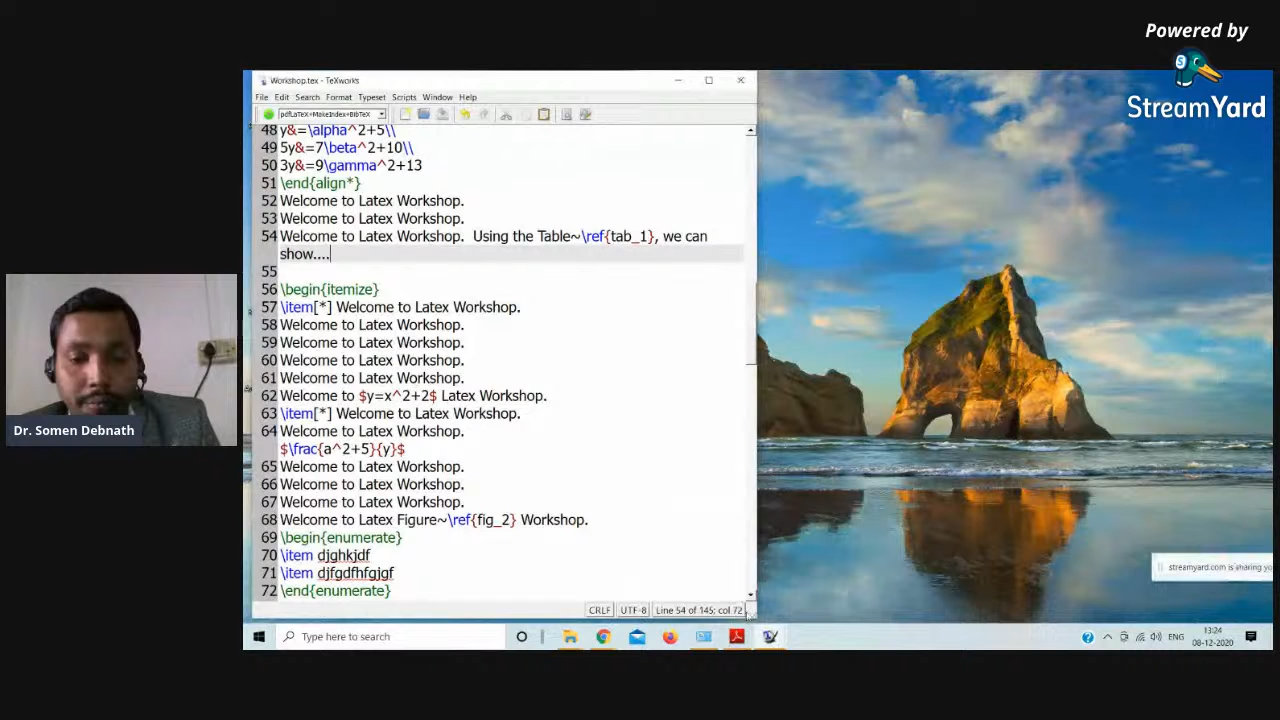 Powered by
StreamYard
Workshop.tex - TeXworks
File Edit Search Format Typeset Scripts Window Help
pdfLaTeX+MakeIndex+BibTeX
48 y&=\alpha^2+5\\
49 5y&=7\beta^2+10\\
50 3y&=9\gamma^2+13
51 \end{align*}
52 Welcome to Latex Workshop.
53 Welcome to Latex Workshop.
54 Welcome to Latex Workshop.  Using the Table~\ref{tab_1}, we can
show....
55
56 \begin{itemize}
57 \item[*] Welcome to Latex Workshop.
58 Welcome to Latex Workshop.
59 Welcome to Latex Workshop.
60 Welcome to Latex Workshop.
61 Welcome to Latex Workshop.
62 Welcome to $y=x^2+2$ Latex Workshop.
63 \item[*] Welcome to Latex Workshop.
64 Welcome to Latex Workshop.
$\frac{a^2+5}{y}$
65 Welcome to Latex Workshop.
66 Welcome to Latex Workshop.
67 Welcome to Latex Workshop.
68 Welcome to Latex Figure~\ref{fig_2} Workshop.
69 \begin{enumerate}
70 \item djghkjdf
71 \item djfgdfhfgjgf
72 \end{enumerate}
CRLF UTF-8 Line 54 of 145; col 72
Dr. Somen Debnath
streamyard.com is sharing yo
Type here to search
ENG
13:24
08-12-2020